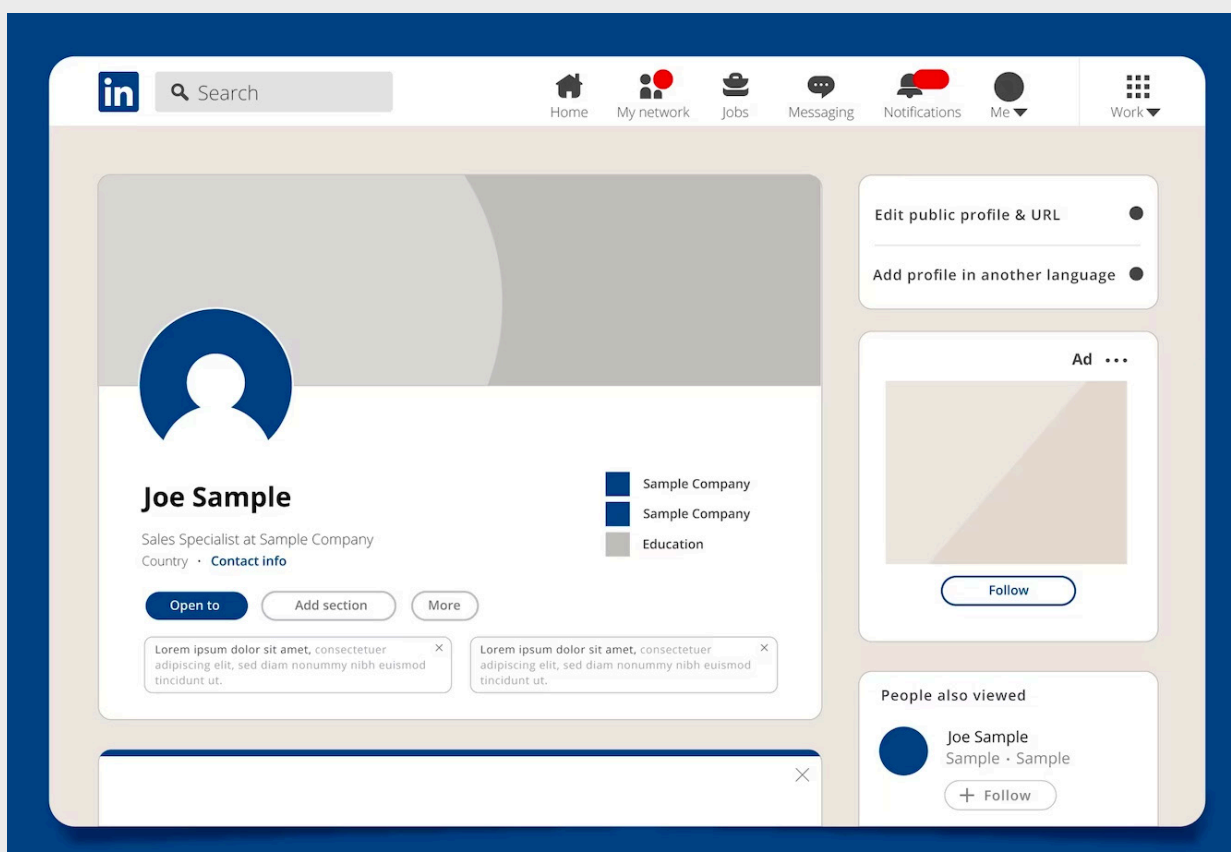 in
Search
Home
My network
Jobs
Messaging
Notifications
Me
Work
Joe Sample
Sales Specialist at Sample Company
Country · Contact info
Sample Company
Sample Company
Education
Open to
Add section
More
Lorem ipsum dolor sit amet, consectetuer
adipiscing elit, sed diam nonummy nibh euismod
tincidunt ut.
Lorem ipsum dolor sit amet, consectetuer
adipiscing elit, sed diam nonummy nibh euismod
tincidunt ut.
Edit public profile & URL
Add profile in another language
Ad
Follow
People also viewed
Joe Sample
Sample · Sample
+ Follow